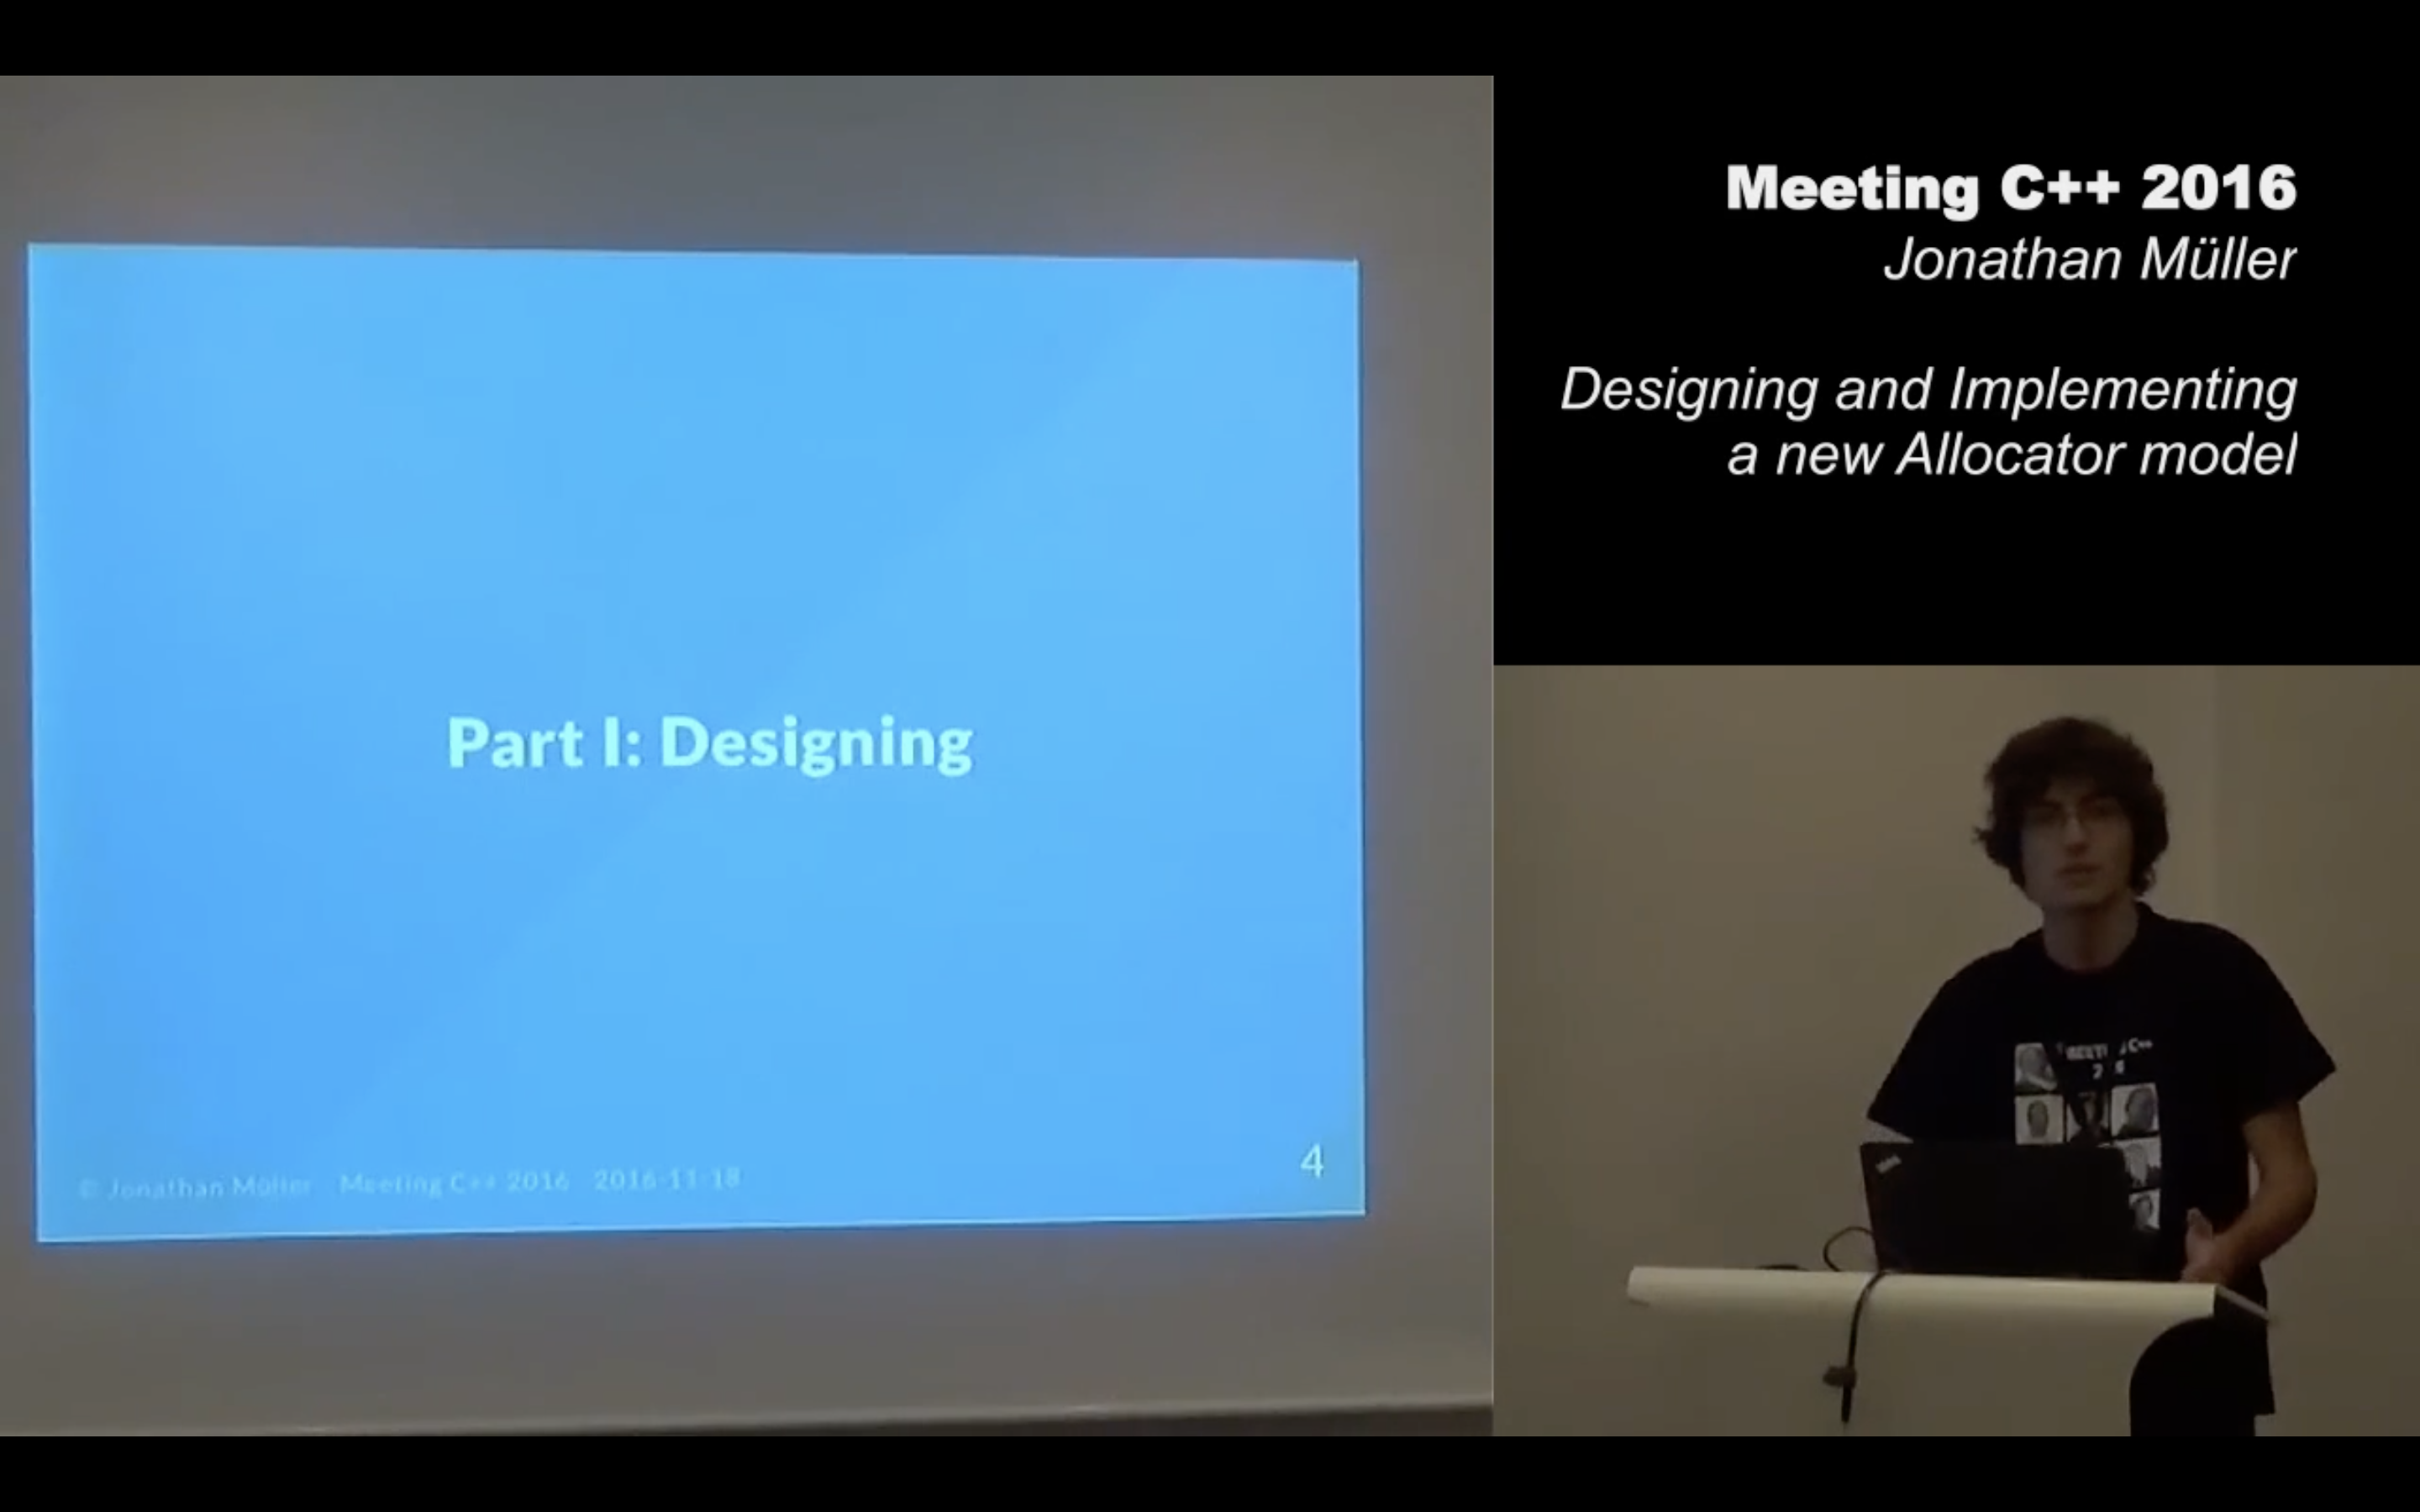 Part I: Designing
© Jonathan Müller Meeting C++ 2016 2016-11-18
4
Meeting C++ 2016
Jonathan Müller
Designing and Implementing
a new Allocator model